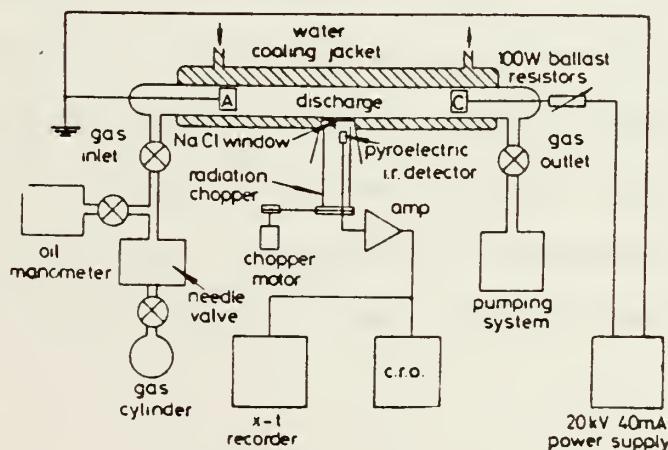 water
cooling jacket
100W ballast
resistors
A
discharge
C
gas
inlet
NaCl window
pyroelectric
i.r. detector
gas
outlet
radiation
chopper
amp
oil
manometer
chopper
motor
needle
valve
pumping
system
gas
cylinder
x-t
recorder
c.r.o.
20kV 40mA
power supply